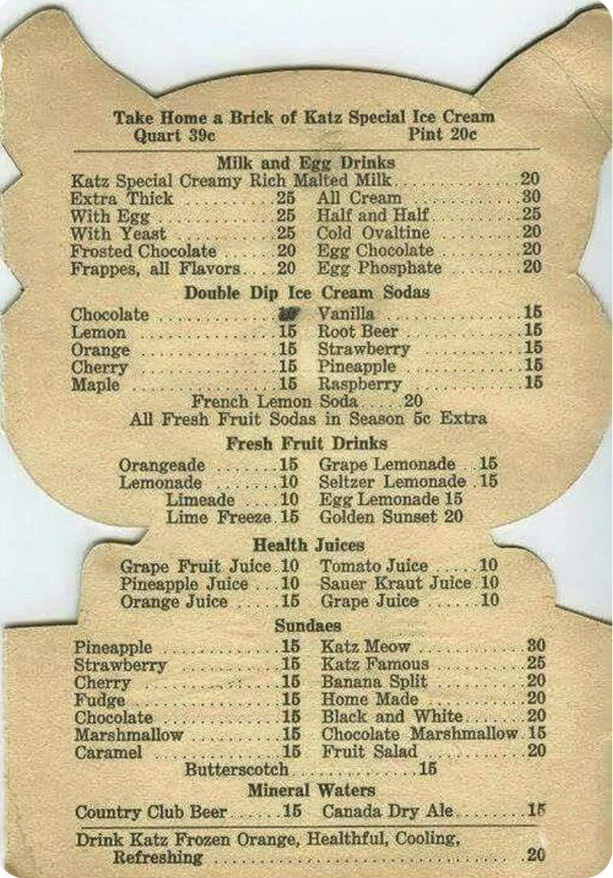 Take Home a Brick of Katz Special Ice Cream
Quart 39c Pint 20c
Milk and Egg Drinks
Katz Special Creamy Rich Malted Milk 20
Extra Thick 25 All Cream 30
With Egg 25 Half and Half 25
With Yeast 25 Cold Ovaltine 20
Frosted Chocolate 20 Egg Chocolate 20
Frappes, all Flavors 20 Egg Phosphate 20
Double Dip Ice Cream Sodas
Chocolate Vanilla 15
Lemon 15 Root Beer 15
Orange 15 Strawberry 15
Cherry 15 Pineapple 15
Maple 15 Raspberry 15
French Lemon Soda 20
All Fresh Fruit Sodas in Season 5c Extra
Fresh Fruit Drinks
Orangeade 15 Grape Lemonade 15
Lemonade 10 Seltzer Lemonade 15
Limeade 10 Egg Lemonade 15
Lime Freeze 15 Golden Sunset 20
Health Juices
Grape Fruit Juice 10 Tomato Juice 10
Pineapple Juice 10 Sauer Kraut Juice 10
Orange Juice 15 Grape Juice 10
Sundaes
Pineapple 15 Katz Meow 30
Strawberry 15 Katz Famous 25
Cherry 15 Banana Split 20
Fudge 15 Home Made 20
Chocolate 15 Black and White 20
Marshmallow 15 Chocolate Marshmallow 15
Caramel 15 Fruit Salad 20
Butterscotch 15
Mineral Waters
Country Club Beer 15 Canada Dry Ale 15
Drink Katz Frozen Orange, Healthful, Cooling,
Refreshing 20